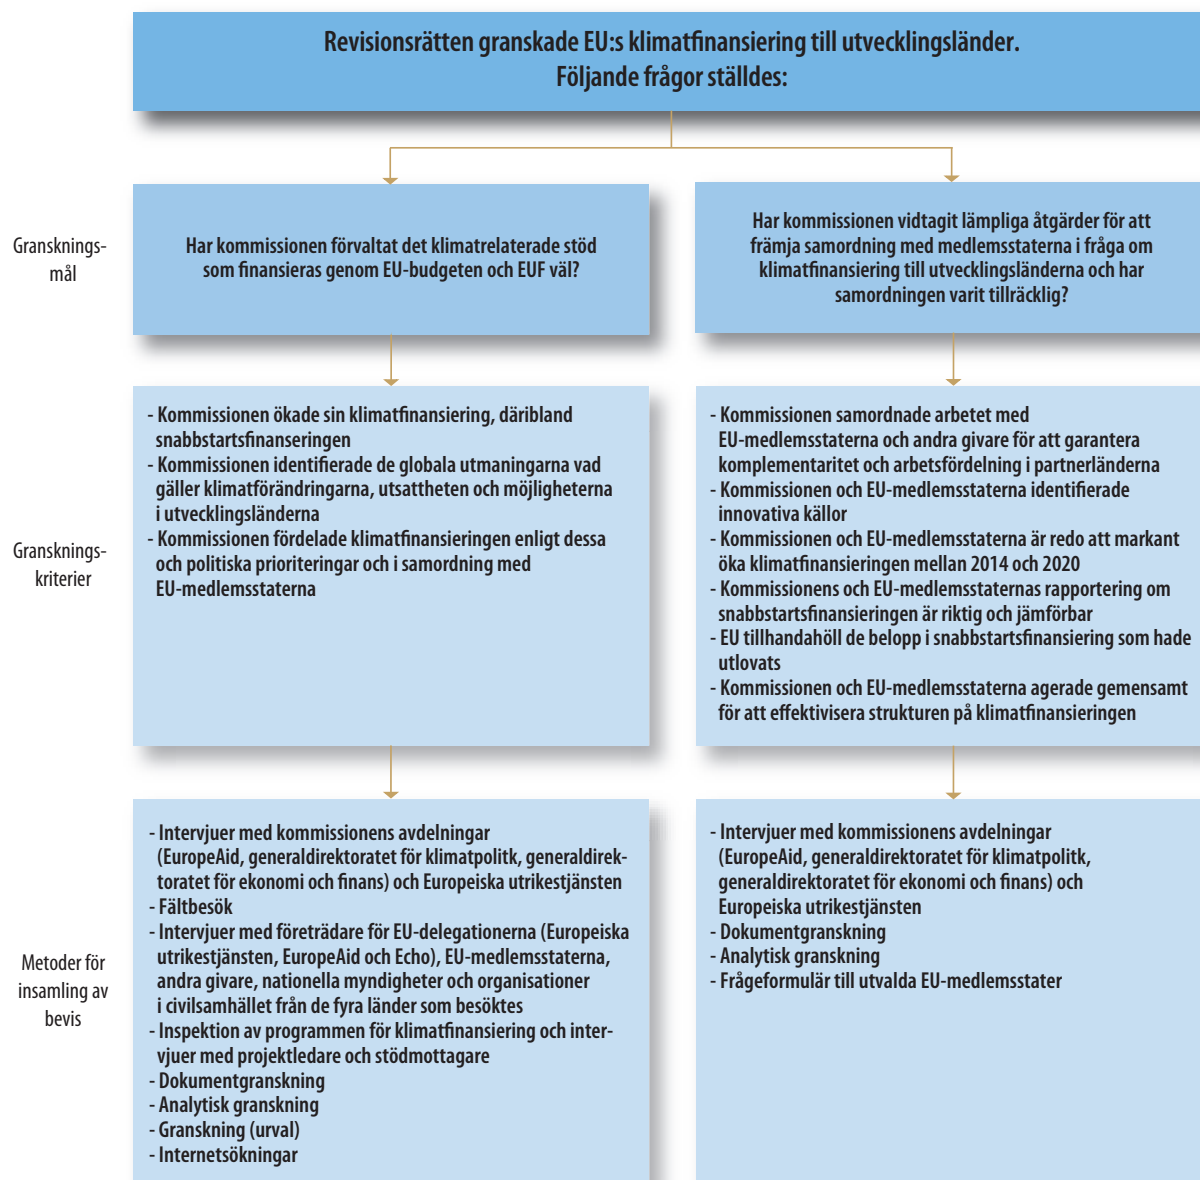 Revisionsrätten granskade EU:s klimatfinansiering till utvecklingsländer.
Följande frågor ställdes:
Gransknings-
mål
Har kommissionen förvaltat det klimatrelaterade stöd
som finansieras genom EU-budgeten och EUF väl?
Har kommissionen vidtagit lämpliga åtgärder för att
främja samordning med medlemsstaterna i fråga om
klimatfinansiering till utvecklingsländerna och har
samordningen varit tillräcklig?
Gransknings-
kriterier
- Kommissionen ökade sin klimatfinansiering, däribland
snabbstartsfinanseringen
- Kommissionen identifierade de globala utmaningarna vad
gäller klimatförändringarna, utsattheten och möjligheterna
i utvecklingsländerna
- Kommissionen fördelade klimatfinansieringen enligt dessa
och politiska prioriteringar och i samordning med
EU-medlemsstaterna
- Kommissionen samordnade arbetet med
EU-medlemsstaterna och andra givare för att garantera
komplementaritet och arbetsfördelning i partnerländerna
- Kommissionen och EU-medlemsstaterna identifierade
innovativa källor
- Kommissionen och EU-medlemsstaterna är redo att markant
öka klimatfinansieringen mellan 2014 och 2020
- Kommissionens och EU-medlemsstaternas rapportering om
snabbstartsfinansieringen är riktig och jämförbar
- EU tillhandahöll de belopp i snabbstartsfinansiering som hade
utlovats
- Kommissionen och EU-medlemsstaterna agerade gemensamt
för att effektivisera strukturen på klimatfinansieringen
Metoder för
insamling av
bevis
- Intervjuer med kommissionens avdelningar
(EuropeAid, generaldirektoratet för klimatpolitk, generaldirek-
toratet för ekonomi och finans) och Europeiska utrikestjänsten
- Fältbesök
- Intervjuer med företrädare för EU-delegationerna (Europeiska
utrikestjänsten, EuropeAid och Echo), EU-medlemsstaterna,
andra givare, nationella myndigheter och organisationer
i civilsamhället från de fyra länder som besöktes
- Inspektion av programmen för klimatfinansiering och inter-
vjuer med projektledare och stödmottagare
- Dokumentgranskning
- Analytisk granskning
- Granskning (urval)
- Internetsökningar
- Intervjuer med kommissionens avdelningar
(EuropeAid, generaldirektoratet för klimatpolitk,
generaldirektoratet för ekonomi och finans) och
Europeiska utrikestjänsten
- Dokumentgranskning
- Analytisk granskning
- Frågeformulär till utvalda EU-medlemsstater